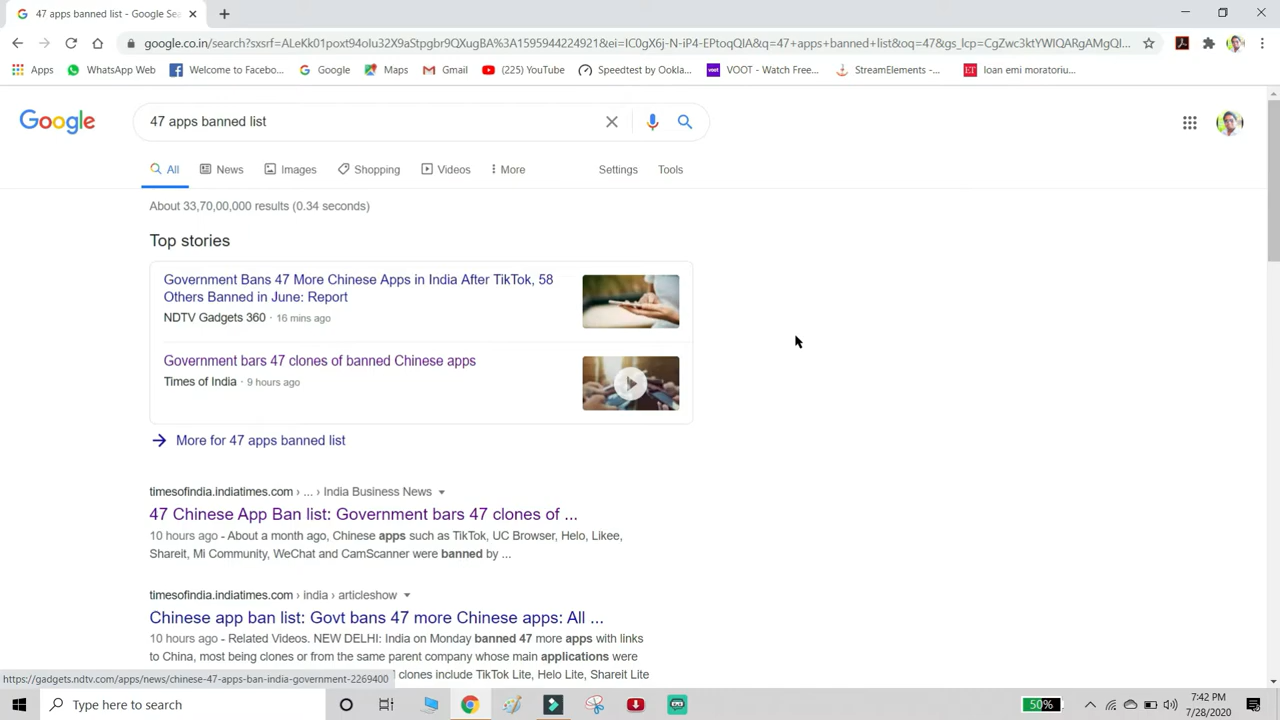 47 apps banned list - Google Sea
google.co.in/search?sxsrf=ALeKk01poxt94oIu32X9aStpgbr9QXugBA%3A1595944224921&ei=IC0gX6j-N-iP4-EPtoqQIA&q=47+apps+banned+list&oq=47&gs_lcp=CgZwc3ktYWIQARgAMgQI...
Apps
WhatsApp Web
Welcome to Facebo...
Google
Maps
Gmail
(225) YouTube
Speedtest by Ookla...
VOOT - Watch Free...
StreamElements -...
loan emi moratoriu...
Google
47 apps banned list
All
News
Images
Shopping
Videos
More
Settings
Tools
About 33,70,00,000 results (0.34 seconds)
Top stories
Government Bans 47 More Chinese Apps in India After TikTok, 58
Others Banned in June: Report
NDTV Gadgets 360 · 16 mins ago
Government bars 47 clones of banned Chinese apps
Times of India · 9 hours ago
More for 47 apps banned list
timesofindia.indiatimes.com › ... › India Business News
47 Chinese App Ban list: Government bars 47 clones of ...
10 hours ago - About a month ago, Chinese apps such as TikTok, UC Browser, Helo, Likee,
Shareit, Mi Community, WeChat and CamScanner were banned by ...
timesofindia.indiatimes.com › india › articleshow
Chinese app ban list: Govt bans 47 more Chinese apps: All ...
10 hours ago - Related Videos. NEW DELHI: India on Monday banned 47 more apps with links
to China, most being clones or from the same parent company whose main applications were
clones include TikTok Lite, Helo Lite, Shareit Lite
https://gadgets.ndtv.com/apps/news/chinese-47-apps-ban-india-government-2269400
Type here to search
50%
7:42 PM
7/28/2020